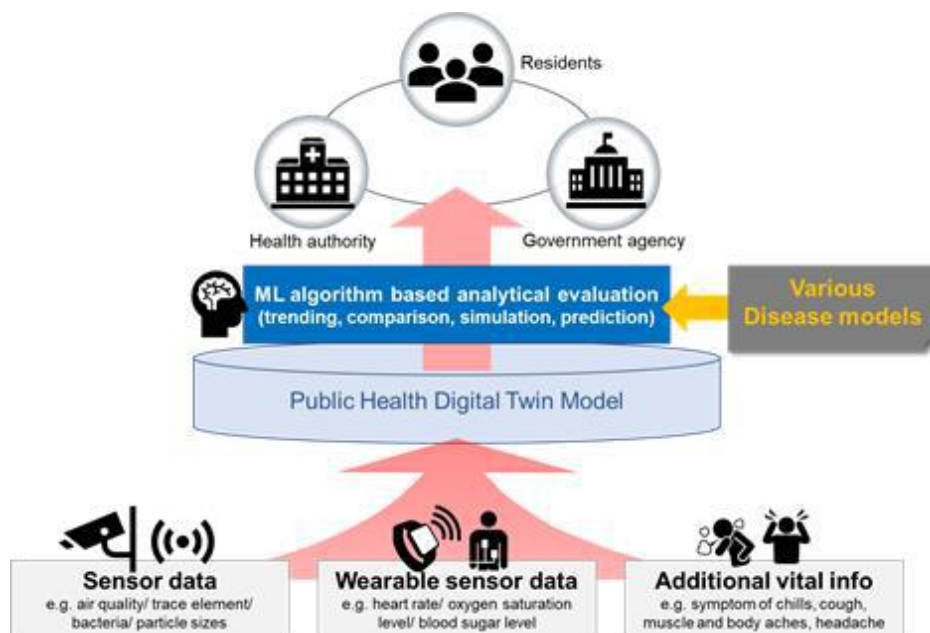 Residents
Health authority
Government agency
ML algorithm based analytical evaluation
(trending, comparison, simulation, prediction)
Various
Disease models
Public Health Digital Twin Model
Sensor data
e.g. air quality/ trace element/
bacteria/ particle sizes
Wearable sensor data
e.g. heart rate/ oxygen saturation
level/ blood sugar level
Additional vital info
e.g. symptom of chills, cough,
muscle and body aches, headache